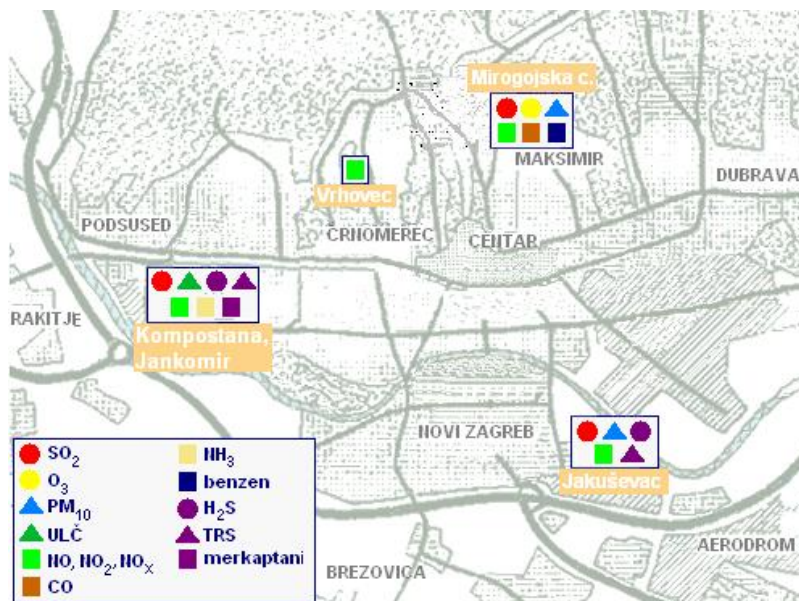 Mirogojska c.
MAKSIMIR
DUBRAVA
Vrhovec
PODSUSED
ČRNOMEREC
CENTAR
RAKITJE
Kompostana,
Jankomir
NOVI ZAGREB
Jakuševac
AERODROM
BREZOVICA
SO2
O3
PM10
ULČ
NO, NO2, NOX
CO
NH3
benzen
H2S
TRS
merkaptani